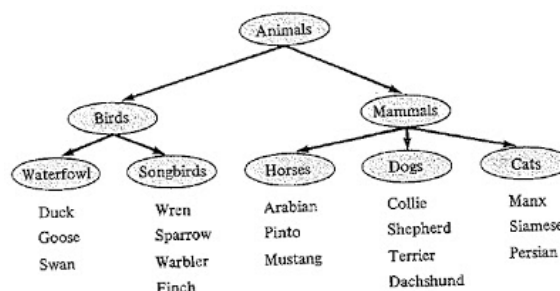 Animals
Birds
Mammals
Waterfowl
Songbirds
Horses
Dogs
Cats
Duck
Goose
Swan
Wren
Sparrow
Warbler
Finch
Arabian
Pinto
Mustang
Collie
Shepherd
Terrier
Dachshund
Manx
Siamese
Persian